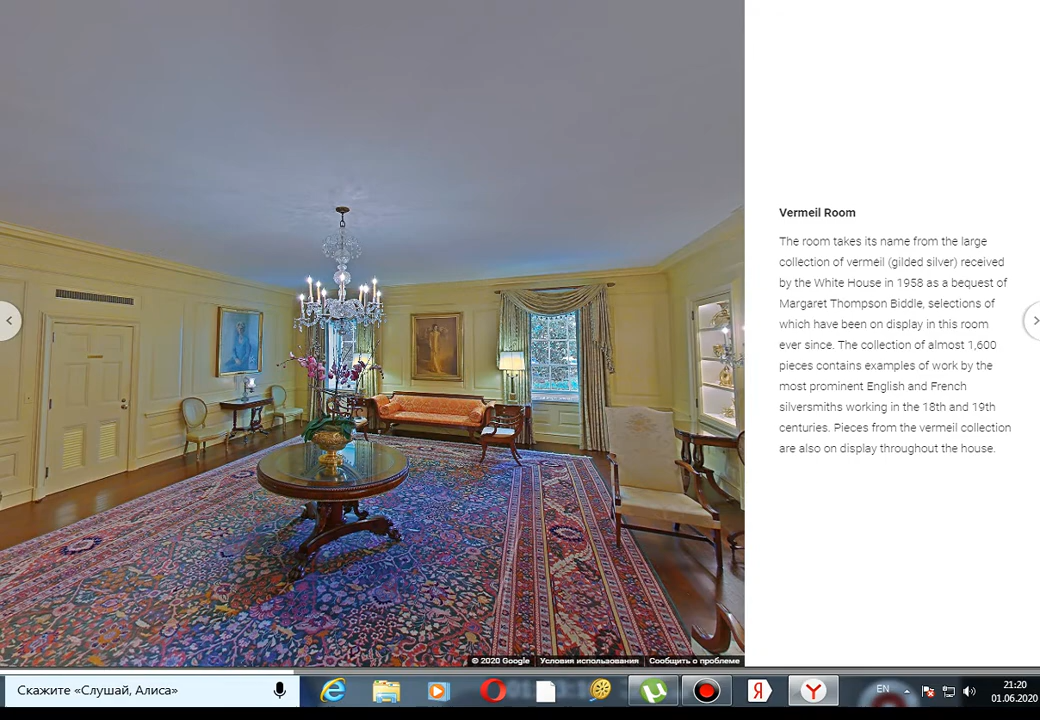 Vermeil Room
The room takes its name from the large
collection of vermeil (gilded silver) received
by the White House in 1958 as a bequest of
Margaret Thompson Biddle, selections of
which have been on display in this room
ever since. The collection of almost 1,600
pieces contains examples of work by the
most prominent English and French
silversmiths working in the 18th and 19th
centuries. Pieces from the vermeil collection
are also on display throughout the house.
© 2020 Google Условия использования Сообщить о проблеме
Скажите «Слушай, Алиса»
EN
21:20
01.06.2020